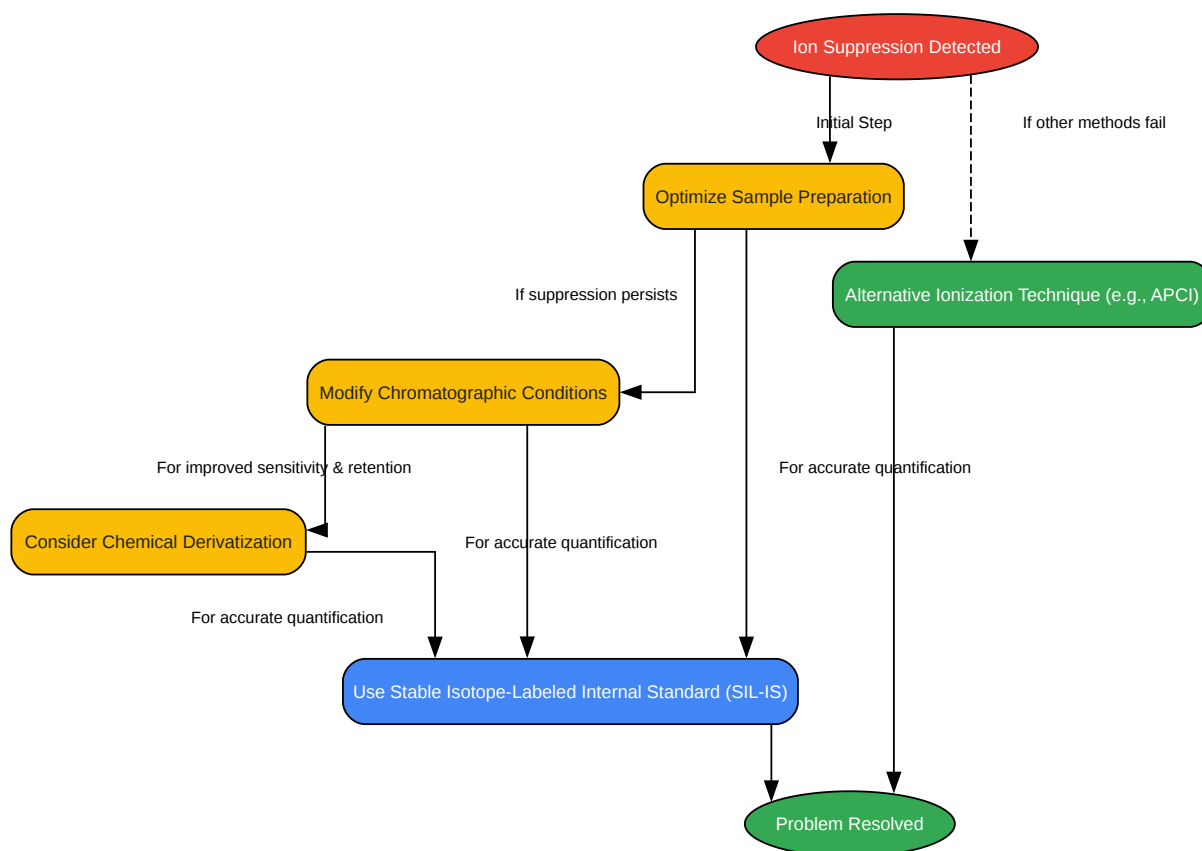 Ion Suppression Detected
Initial Step
If other methods fail
Optimize Sample Preparation
If suppression persists
Alternative Ionization Technique (e.g., APCI)
Modify Chromatographic Conditions
For improved sensitivity & retention
For accurate quantification
Consider Chemical Derivatization
For accurate quantification
For accurate quantification
Use Stable Isotope-Labeled Internal Standard (SIL-IS)
Problem Resolved